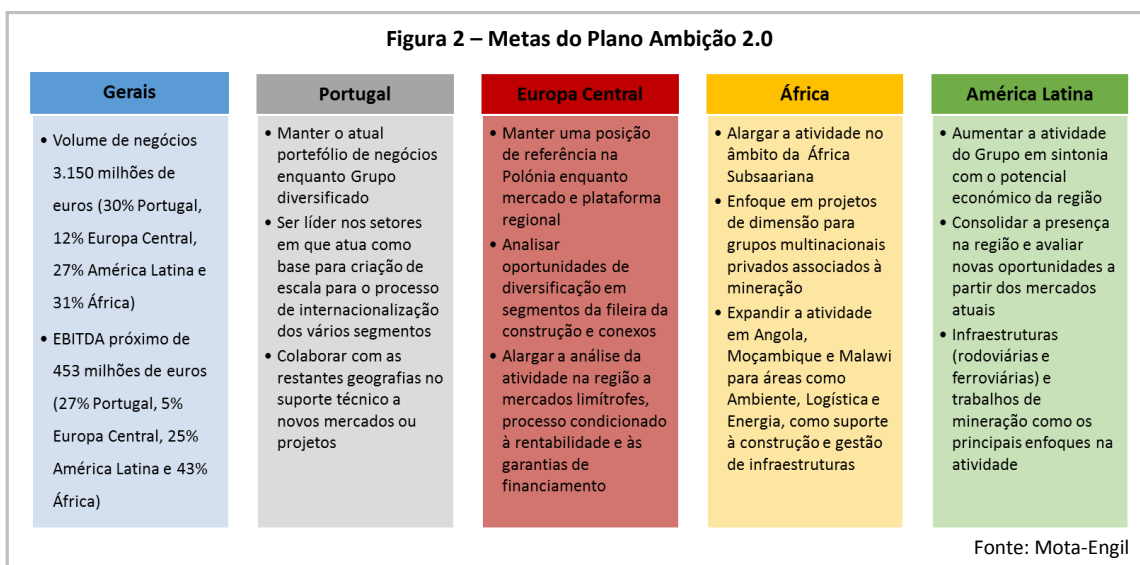 Figura 2 – Metas do Plano Ambição 2.0
Gerais
• Volume de negócios
3.150 milhões de
euros (30% Portugal,
12% Europa Central,
27% América Latina e
31% África)
• EBITDA próximo de
453 milhões de euros
(27% Portugal, 5%
Europa Central, 25%
América Latina e 43%
África)
Portugal
• Manter o atual
portefólio de negócios
enquanto Grupo
diversificado
• Ser líder nos setores
em que atua como
base para criação de
escala para o processo
de internacionalização
dos vários segmentos
• Colaborar com as
restantes geografias no
suporte técnico a
novos mercados ou
projetos
Europa Central
• Manter uma posição
de referência na
Polónia enquanto
mercado e plataforma
regional
• Analisar
oportunidades de
diversificação em
segmentos da fileira da
construção e conexos
• Alargar a análise da
atividade na região a
mercados limítrofes,
processo condicionado
à rentabilidade e às
garantias de
financiamento
África
• Alargar a atividade no
âmbito da África
Subsaariana
• Enfoque em projetos
de dimensão para
grupos multinacionais
privados associados à
mineração
• Expandir a atividade
em Angola,
Moçambique e Malawi
para áreas como
Ambiente, Logística e
Energia, como suporte
à construção e gestão
de infraestruturas
América Latina
• Aumentar a atividade
do Grupo em sintonia
com o potencial
económico da região
• Consolidar a presença
na região e avaliar
novas oportunidades a
partir dos mercados
atuais
• Infraestruturas
(rodoviárias e
ferroviárias) e
trabalhos de
mineração como os
principais enfoques na
atividade
Fonte: Mota-Engil